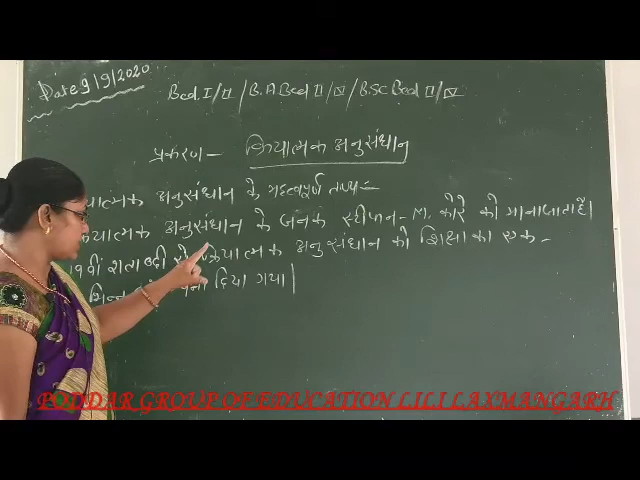 Date 9/9/2020
Bed. I/II / B.A Bed II/IV / B.SC Bed II/IV
प्रकरण - क्रियात्मक अनुसंधान
यात्मक अनुसंधान के महत्वपूर्ण तथ्य =
क्रयात्मक अनुसंधान के जनक स्टीफन - M. कोरे को माना जाता है।
19वीं शताब्दी से क्रियात्मक अनुसंधान को शिक्षा का एक -
भिन्न दिया गया।
PODDAR GROUP OF EDUCATION LILI LAXMANGARH